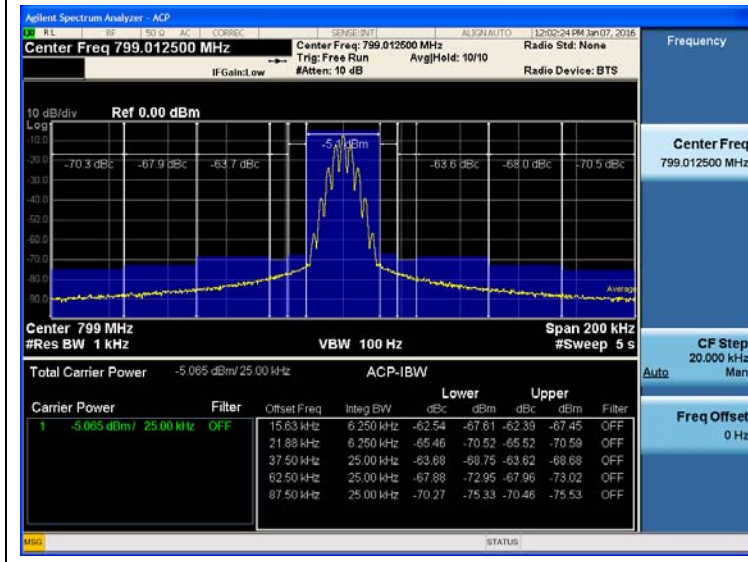 Agilent Spectrum Analyzer - ACP
RL RF 50 Ω AC CORREC SENSE:INT ALIGN AUTO 12:02:24 PM Jan 07, 2016
Center Freq 799.012500 MHz
Center Freq: 799.012500 MHz
Radio Std: None
Trig: Free Run Avg|Hold: 10/10
IFGain:Low #Atten: 10 dB Radio Device: BTS
Frequency
10 dB/div Ref 0.00 dBm
Log
-10.0
-20.0
-30.0
-40.0
-50.0
-60.0
-70.0
-80.0
-90.0
-5.1 dBm
-70.3 dBc -67.9 dBc -63.7 dBc -63.6 dBc -68.0 dBc -70.5 dBc
Average
Center Freq
799.012500 MHz
Center 799 MHz Span 200 kHz
#Res BW 1 kHz VBW 100 Hz #Sweep 5 s
CF Step
20.000 kHz
Auto Man
Freq Offset
0 Hz
Total Carrier Power -5.065 dBm/ 25.00 kHz ACP-IBW
Lower Upper
Carrier Power Filter Offset Freq Integ BW dBc dBm dBc dBm Filter
1 -5.065 dBm / 25.00 kHz OFF 15.63 kHz 6.250 kHz -62.54 -67.61 -62.39 -67.45 OFF
21.88 kHz 6.250 kHz -65.46 -70.52 -65.52 -70.59 OFF
37.50 kHz 25.00 kHz -63.68 -68.75 -63.62 -68.68 OFF
62.50 kHz 25.00 kHz -67.88 -72.95 -67.96 -73.02 OFF
87.50 kHz 25.00 kHz -70.27 -75.33 -70.46 -75.53 OFF
MSG STATUS